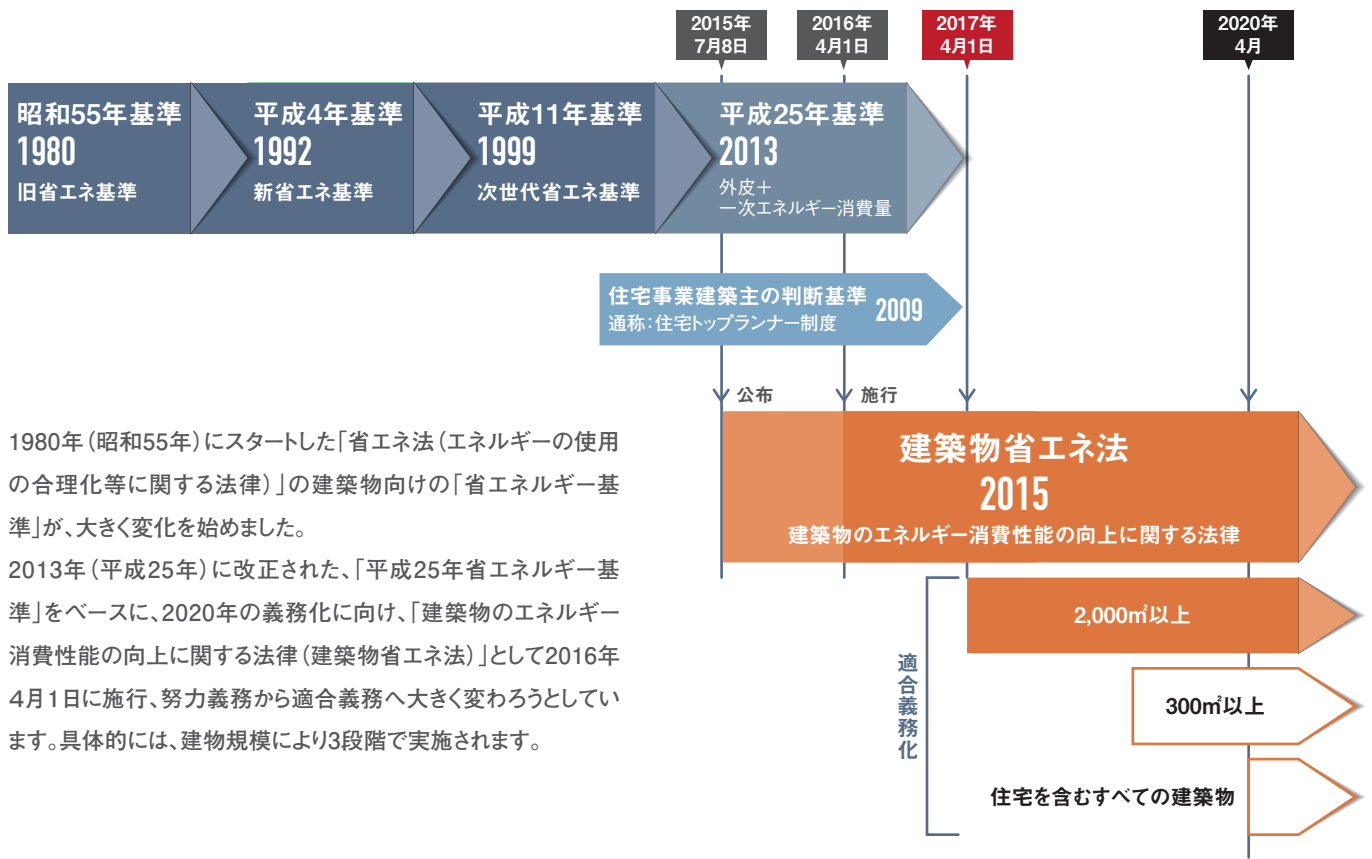 2015年
7月8日
2016年
4月1日
2017年
4月1日
2020年
4月
昭和55年基準
1980
旧省エネ基準
平成4年基準
1992
新省エネ基準
平成11年基準
1999
次世代省エネ基準
平成25年基準
2013
外皮＋
一次エネルギー消費量
住宅事業建築主の判断基準
通称：住宅トップランナー制度
2009
公布
施行
建築物省エネ法
2015
建築物のエネルギー消費性能の向上に関する法律
1980年（昭和55年）にスタートした「省エネ法（エネルギーの使用
の合理化等に関する法律）」の建築物向けの「省エネルギー基
準」が、大きく変化を始めました。
2013年（平成25年）に改正された、「平成25年省エネルギー基
準」をベースに、2020年の義務化に向け、「建築物のエネルギー
消費性能の向上に関する法律（建築物省エネ法）」として2016年
4月1日に施行、努力義務から適合義務へ大きく変わろうとしてい
ます。具体的には、建物規模により3段階で実施されます。
適合義務化
2,000㎡以上
300㎡以上
住宅を含むすべての建築物